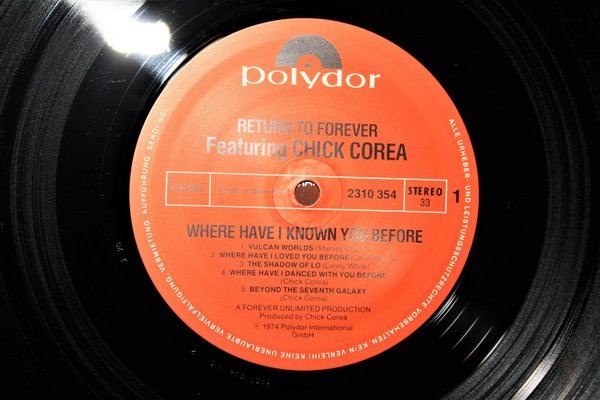 polydor
RETURN TO FOREVER
Featuring CHICK COREA
2310 354
STEREO
33
1
WHERE HAVE I KNOWN YOU BEFORE
1. VULCAN WORLDS (Stanley
2. WHERE HAVE I LOVED YOU BEFORE
3. THE SHADOW OF LO (Lenny White)
4. WHERE HAVE I DANCED WITH YOU BEFORE
(Chick Corea)
5. BEYOND THE SEVENTH GALAXY
(Chick Corea)
A FOREVER UNLIMITED PRODUCTION
Produced by Chick Corea
℗ 1974 Polydor International
GmbH
ALLE URHEBER- UND LEISTUNGSSCHUTZRECHTE VORBEHALTEN KEIN VERLEIH! KEINE UNERLAUBTE VERVIELFÄLTIGUNG, VERMIETUNG, AUFFÜHRUNG, SENDUNG!